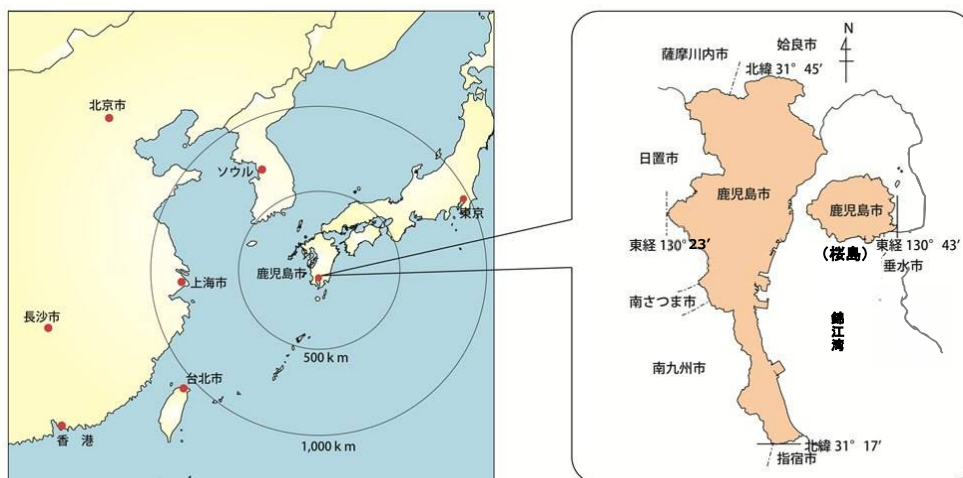 北京市
ソウル
東京
鹿児島市
上海市
長沙市
500 k m
台北市
香 港
1,000 k m
薩摩川内市
姶良市
N
北緯 31° 45′
日置市
鹿児島市
鹿児島市
東経 130° 23′
(桜島)
東経 130° 43′
垂水市
南さつま市
錦江湾
南九州市
北緯 31° 17′
指宿市